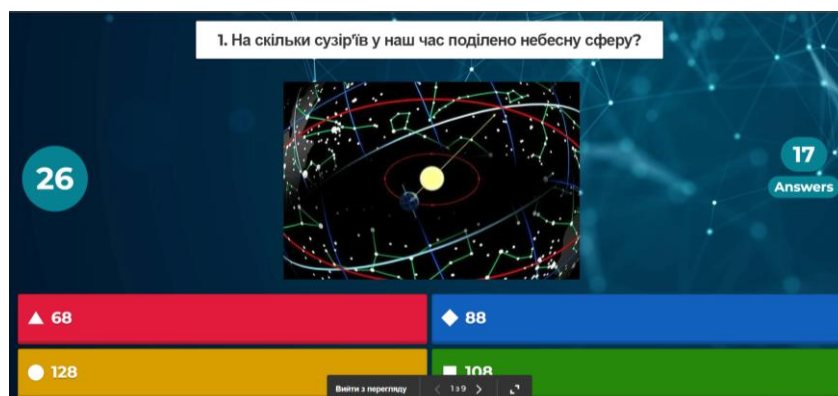 1. На скільки сузір'їв у наш час поділено небесну сферу?
26
17
Answers
68
88
128
108
Вийти з перегляду
1 з 9